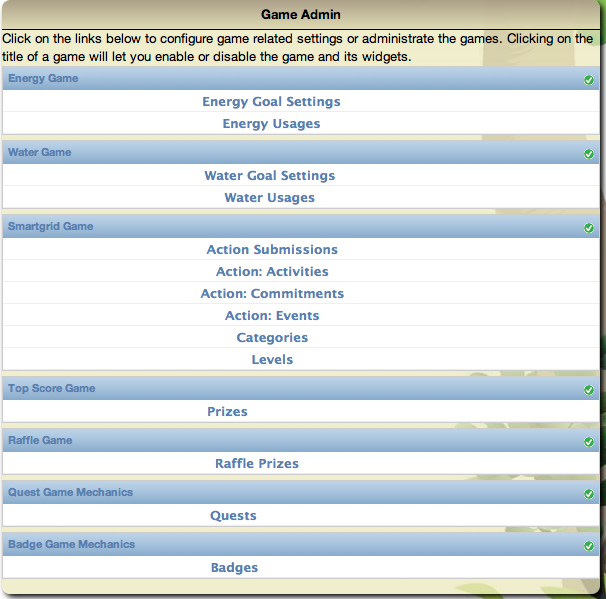 Game Admin
Click on the links below to configure game related settings or administrate the games. Clicking on the
title of a game will let you enable or disable the game and its widgets.
Energy Game
Energy Goal Settings
Energy Usages
Water Game
Water Goal Settings
Water Usages
Smartgrid Game
Action Submissions
Action: Activities
Action: Commitments
Action: Events
Categories
Levels
Top Score Game
Prizes
Raffle Game
Raffle Prizes
Quest Game Mechanics
Quests
Badge Game Mechanics
Badges